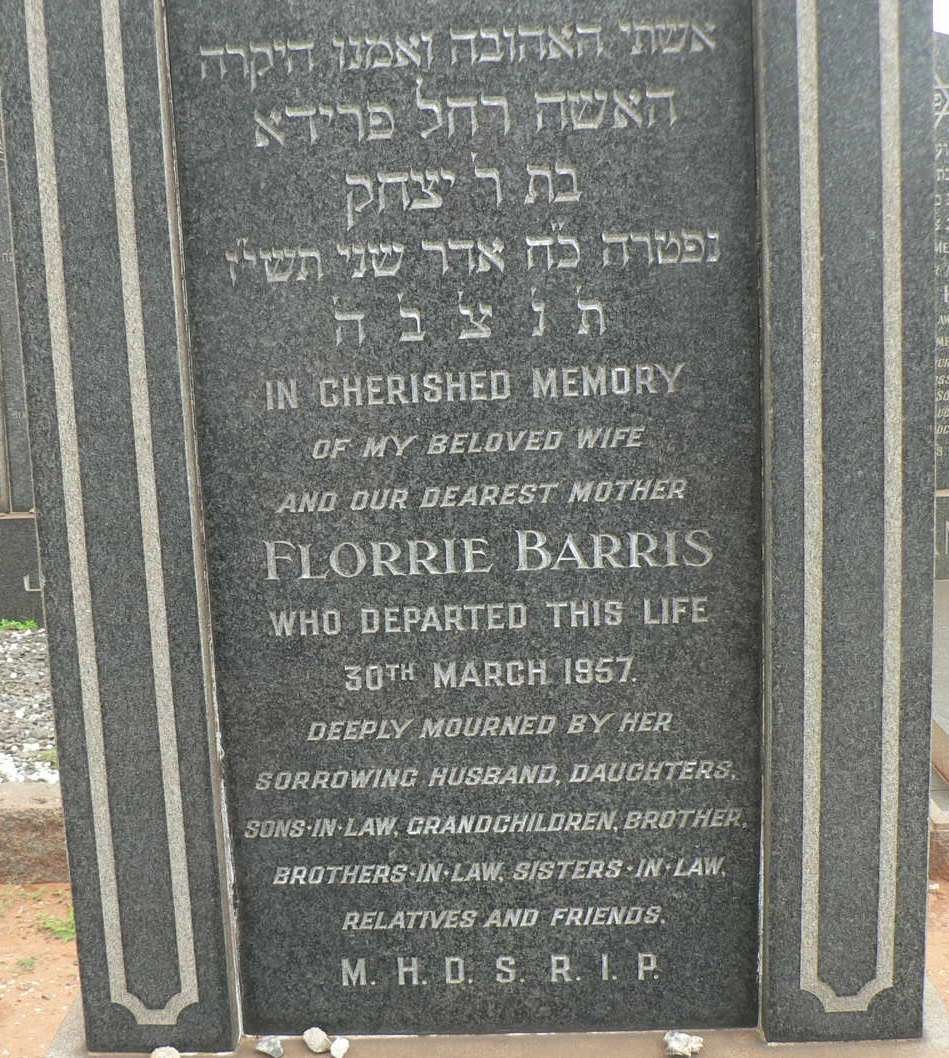 אשתי האהובה ואמנו היקרה
האשה רחל פרידא
בת ר' יצחק
נפטרה כ"ח אדר שני תשי"ז
ת' נ' צ' ב' ה'
IN CHERISHED MEMORY
OF MY BELOVED WIFE
AND OUR DEAREST MOTHER
FLORRIE BARRIS
WHO DEPARTED THIS LIFE
30TH MARCH 1957.
DEEPLY MOURNED BY HER
SORROWING HUSBAND, DAUGHTERS,
SONS·IN·LAW, GRANDCHILDREN, BROTHER,
BROTHERS·IN·LAW, SISTERS·IN·LAW,
RELATIVES AND FRIENDS.
M. H. D. S. R. I. P.